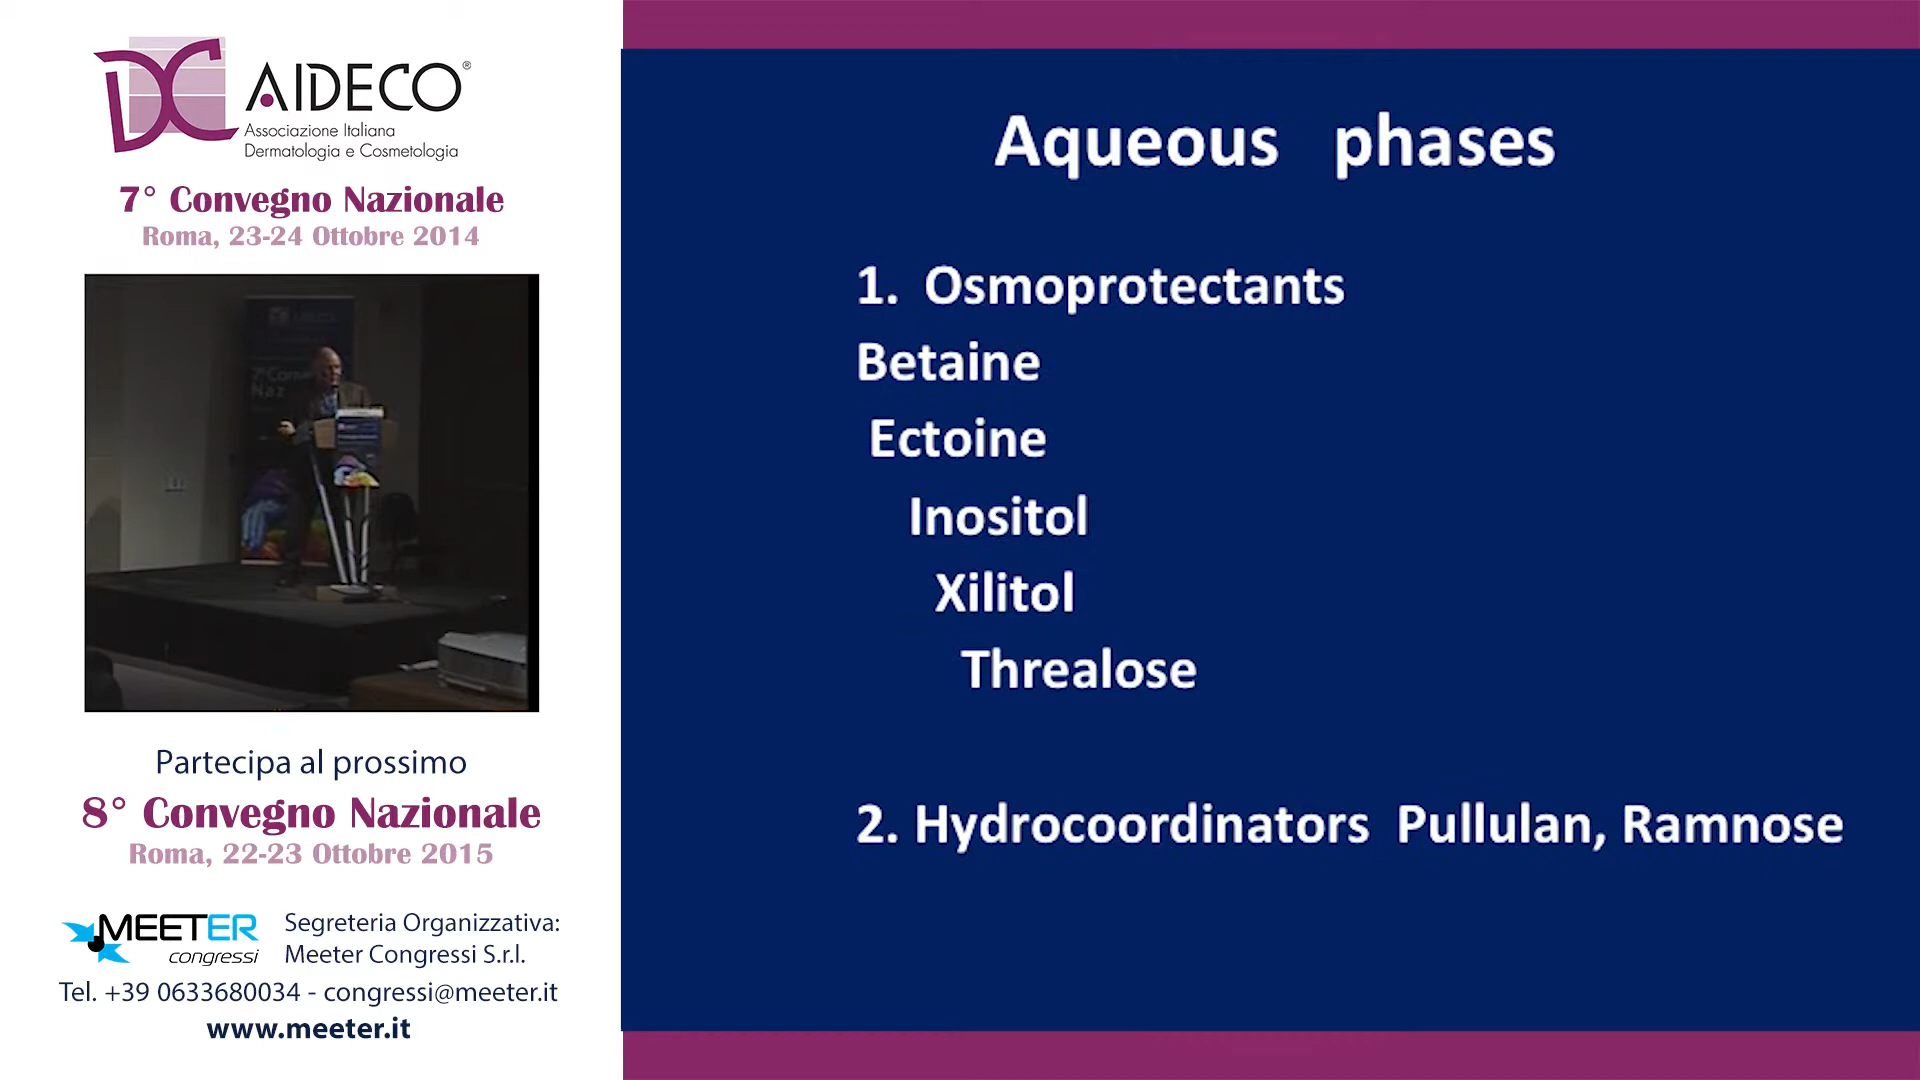 DC AIDECO®
Associazione Italiana
Dermatologia e Cosmetologia
7° Convegno Nazionale
Roma, 23-24 Ottobre 2014
Partecipa al prossimo
8° Convegno Nazionale
Roma, 22-23 Ottobre 2015
MEETER
congressi
Segreteria Organizzativa:
Meeter Congressi S.r.l.
Tel. +39 0633680034 - congressi@meeter.it
www.meeter.it
Aqueous phases
1. Osmoprotectants
Betaine
Ectoine
Inositol
Xilitol
Threalose
2. Hydrocoordinators Pullulan, Ramnose